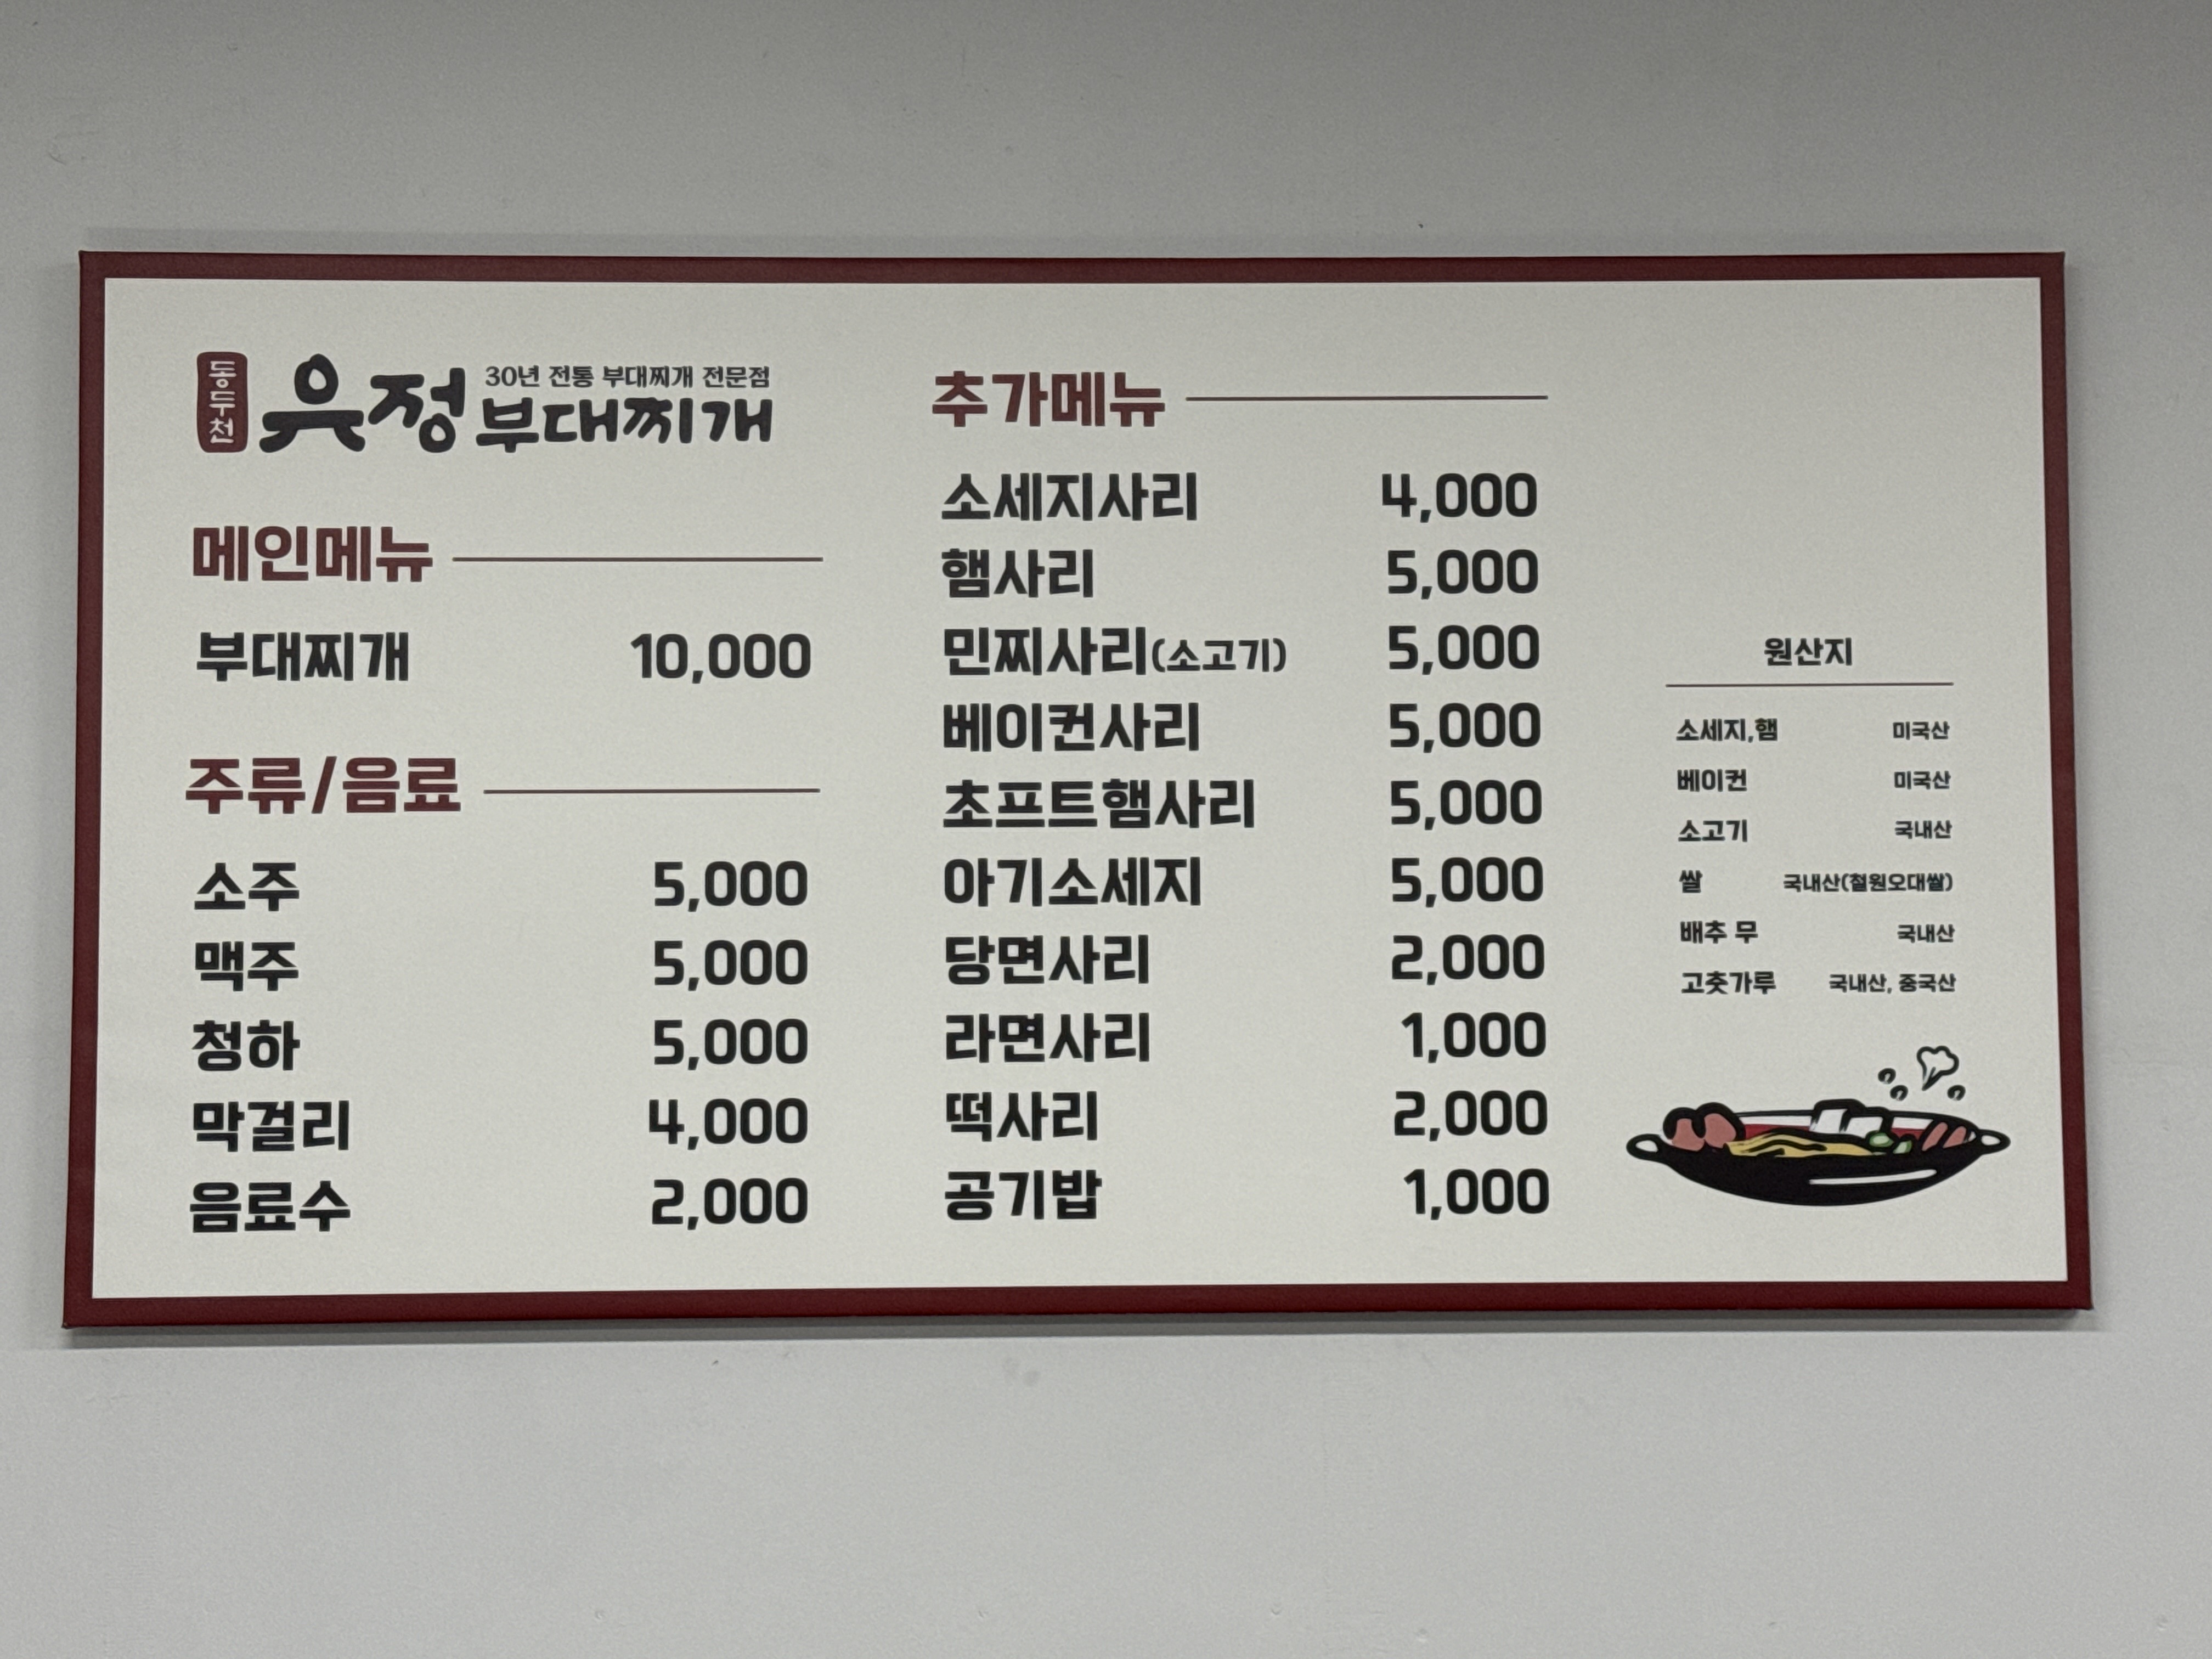 동두천
유정
30년 전통 부대찌개 전문점
부대찌개
메인메뉴
부대찌개 10,000
주류/음료
소주 5,000
맥주 5,000
청하 5,000
막걸리 4,000
음료수 2,000
추가메뉴
소세지사리 4,000
햄사리 5,000
민찌사리(소고기) 5,000
베이컨사리 5,000
초프트햄사리 5,000
아기소세지 5,000
당면사리 2,000
라면사리 1,000
떡사리 2,000
공기밥 1,000
원산지
소세지,햄 미국산
베이컨 미국산
소고기 국내산
쌀 국내산(철원오대쌀)
배추 무 국내산
고춧가루 국내산, 중국산